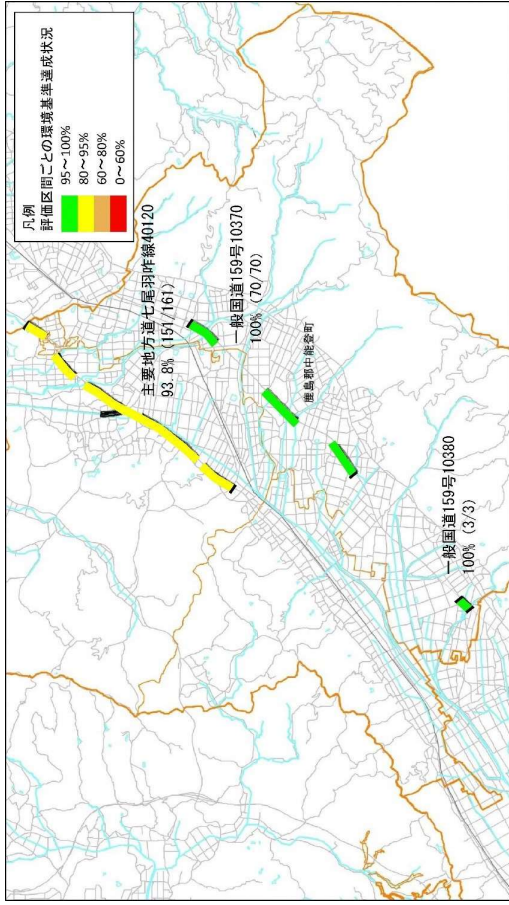 凡例
評価区間ごとの環境基準達成状況
95～100%
80～95%
60～80%
0～60%
主要地方道七尾羽咋線40120
93.8% (151/161)
一般国道159号10370
100% (70/70)
鹿島郡中能登町
一般国道159号10380
100% (3/3)